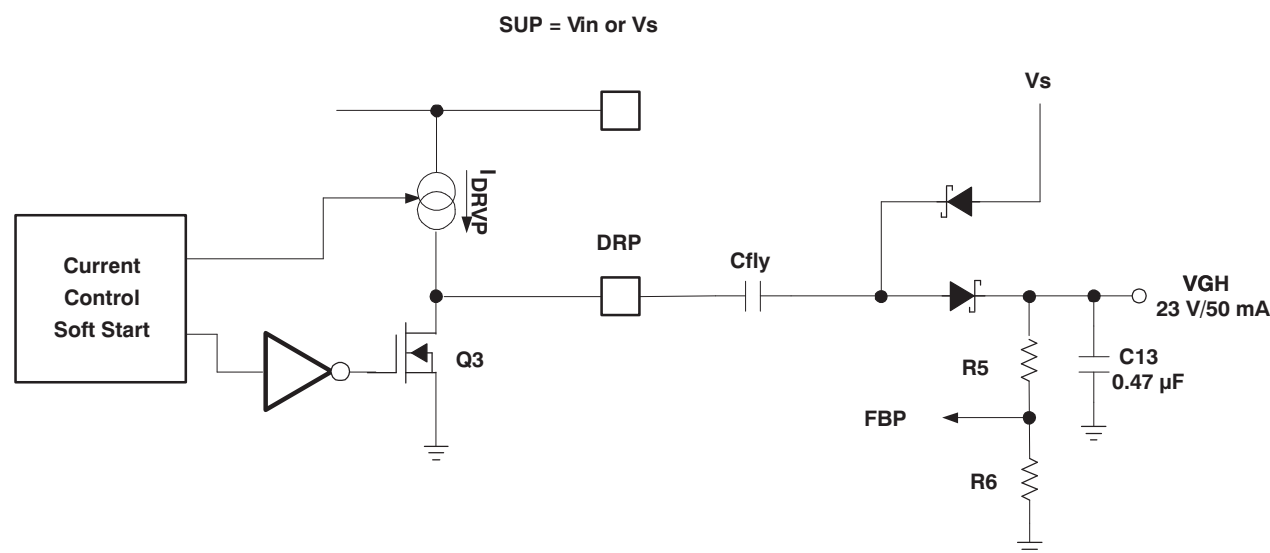 SUP = Vin or Vs
Vs
I
DRVP
Current
Control
Soft Start
DRP
Cfly
Q3
VGH
23 V/50 mA
R5
C13
0.47 µF
FBP
R6